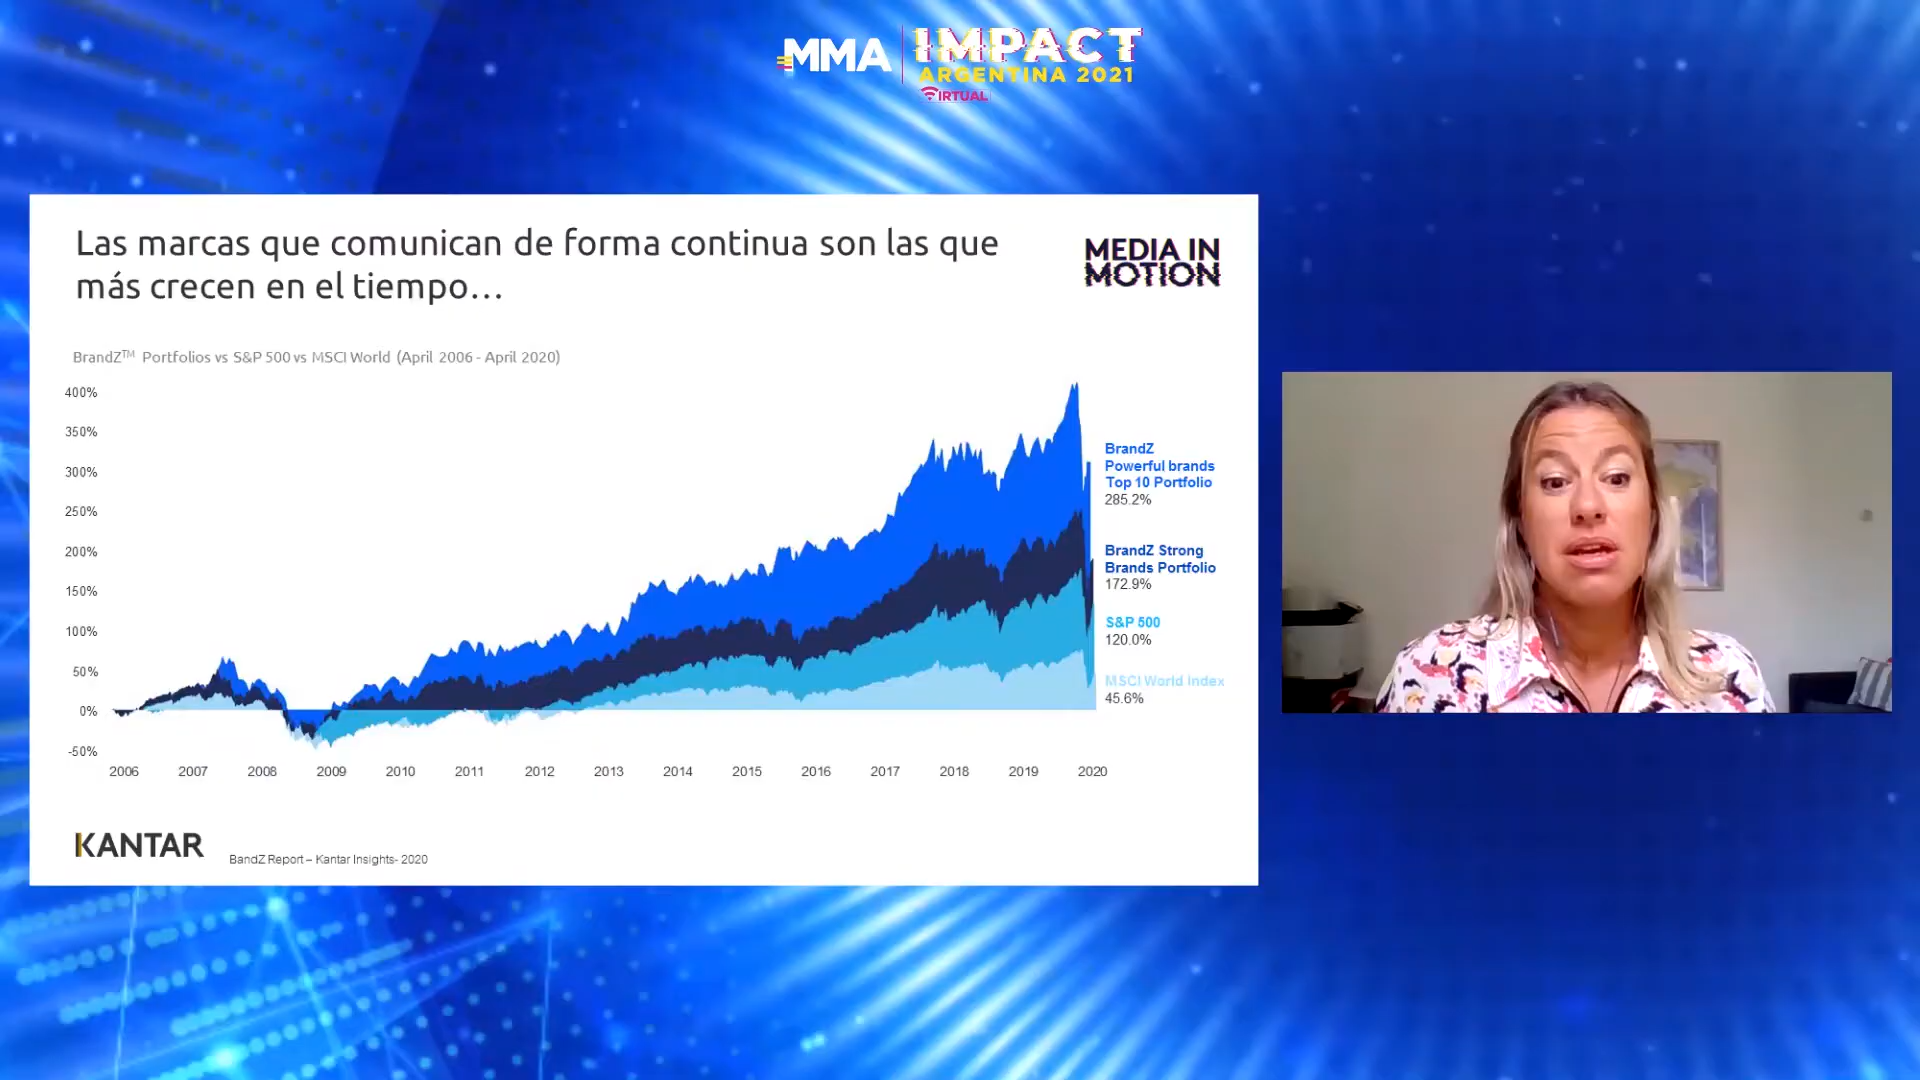 MMA
IMPACT
ARGENTINA 2021
VIRTUAL
Las marcas que comunican de forma continua son las que
más crecen en el tiempo...
MEDIA IN
MOTION
BrandZ™ Portfolios vs S&P 500 vs MSCI World (April 2006 - April 2020)
400%
350%
300%
250%
200%
150%
100%
50%
0%
-50%
2006 2007 2008 2009 2010 2011 2012 2013 2014 2015 2016 2017 2018 2019 2020
BrandZ
Powerful brands
Top 10 Portfolio
285.2%
BrandZ Strong
Brands Portfolio
172.9%
S&P 500
120.0%
MSCI World Index
45.6%
KANTAR
BandZ Report – Kantar Insights- 2020